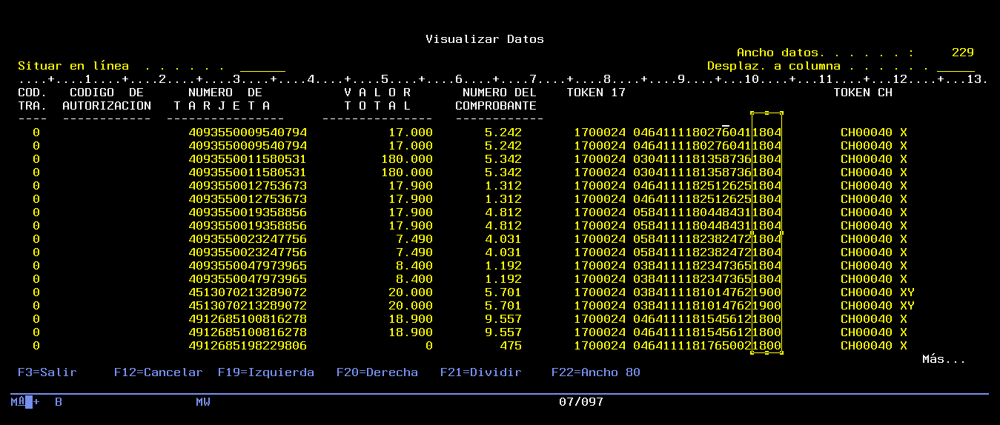 Visualizar Datos
Ancho datos. . . . . . . : 229
Situar en línea . . . . . . ______ Desplaz. a columna . . . . . . _____
....+....1....+....2....+....3....+....4....+....5....+....6....+....7....+....8....+....9....+...10....+...11....+...12....+...13.
COD. CODIGO DE NUMERO DE V A L O R NUMERO DEL TOKEN 17 TOKEN CH
TRA. AUTORIZACION T A R J E T A T O T A L COMPROBANTE
---- ------------ ---------------- --------------- ------------
0 4093550009540794 17.000 5.242 1700024 04641111802760411804 CH00040 X
0 4093550009540794 17.000 5.242 1700024 04641111802760411804 CH00040 X
0 4093550011580531 180.000 5.342 1700024 03041111813587361804 CH00040 X
0 4093550011580531 180.000 5.342 1700024 03041111813587361804 CH00040 X
0 4093550012753673 17.900 1.312 1700024 04641111825126251804 CH00040 X
0 4093550012753673 17.900 1.312 1700024 04641111825126251804 CH00040 X
0 4093550019358856 17.900 4.812 1700024 05841111804484311804 CH00040 X
0 4093550019358856 17.900 4.812 1700024 05841111804484311804 CH00040 X
0 4093550023247756 7.490 4.031 1700024 05841111823824721804 CH00040 X
0 4093550023247756 7.490 4.031 1700024 05841111823824721804 CH00040 X
0 4093550047973965 8.400 1.192 1700024 03841111823473651804 CH00040 X
0 4093550047973965 8.400 1.192 1700024 03841111823473651804 CH00040 X
0 4513070213289072 20.000 5.701 1700024 03841111810147621900 CH00040 XY
0 4513070213289072 20.000 5.701 1700024 03841111810147621900 CH00040 XY
0 4912685100816278 18.900 9.557 1700024 04641111815456121800 CH00040 X
0 4912685100816278 18.900 9.557 1700024 04641111815456121800 CH00040 X
0 4912685198229806 0 475 1700024 04641111817650021800 CH00040 X
Más...
F3=Salir F12=Cancelar F19=Izquierda F20=Derecha F21=Dividir F22=Ancho 80
MA + B MW 07/097